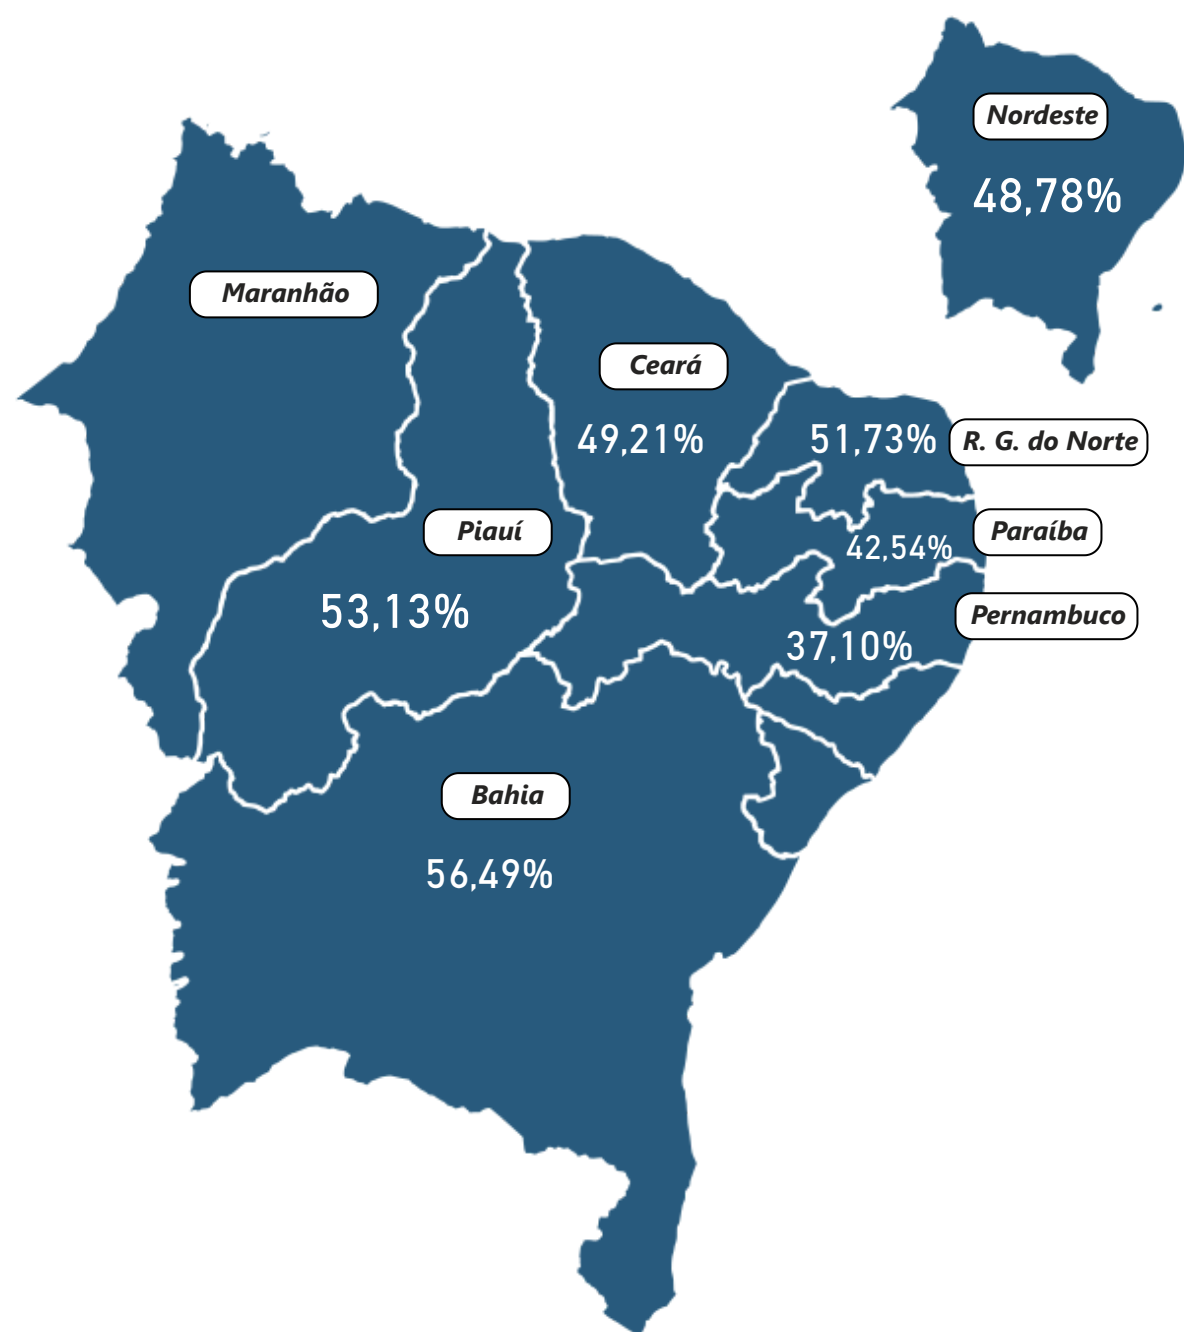 Nordeste
48,78%
Maranhão
Ceará
49,21%
51,73%
R. G. do Norte
Piauí
53,13%
Paraíba
42,54%
Pernambuco
37,10%
Bahia
56,49%